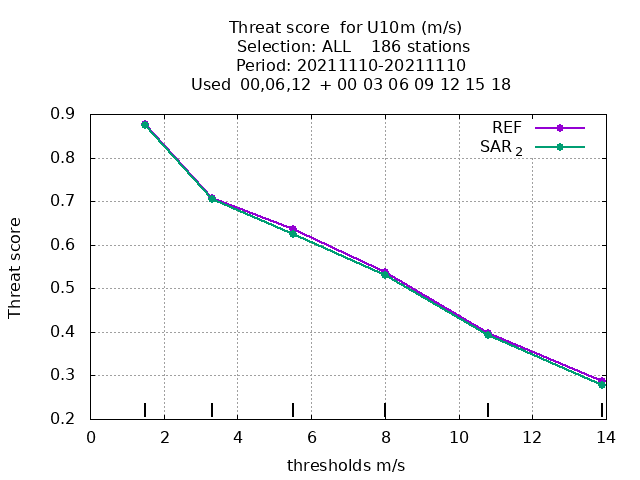 Threat score  for U10m (m/s)
Selection: ALL    186 stations
Period: 20211110-20211110
Used  00,06,12  + 00 03 06 09 12 15 18
REF
SAR 2
0.9
0.8
0.7
0.6
0.5
0.4
0.3
0.2
Threat score
0 2 4 6 8 10 12 14
thresholds m/s